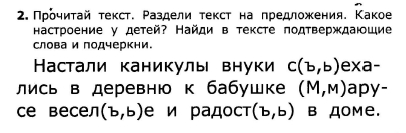 2. Прочитай текст. Раздели текст на предложения. Какое
настроение у детей? Найди в тексте подтверждающие
слова и подчеркни.
Настали каникулы внуки с(ъ,ь)еха-
лись в деревню к бабушке (М,м)ару-
се весел(ъ,ь)е и радост(ъ,ь) в доме.